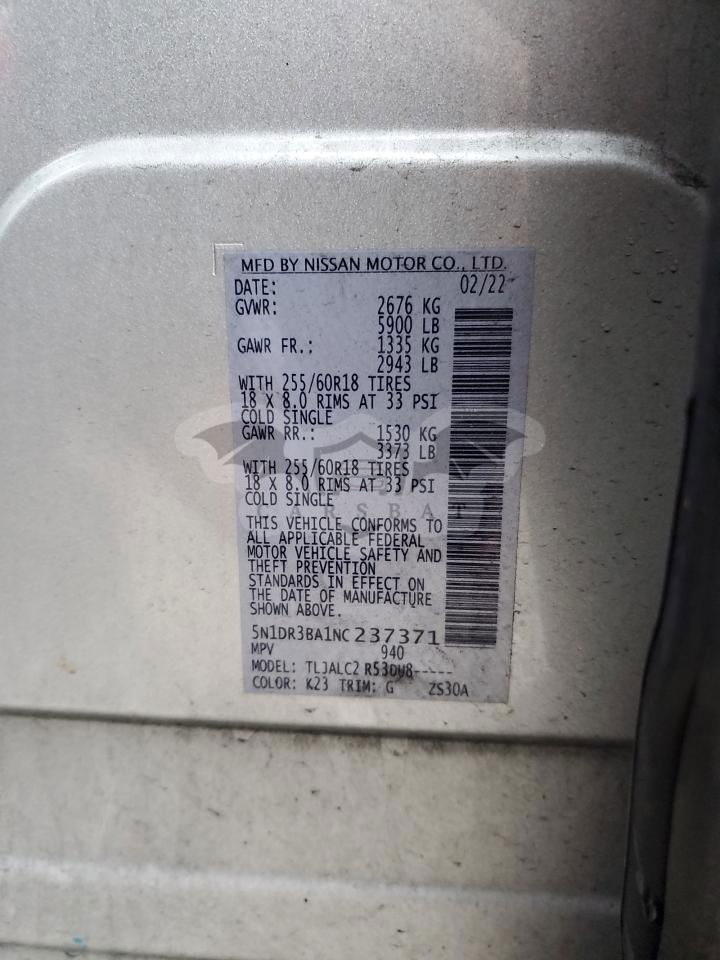 MFD BY NISSAN MOTOR CO., LTD.
DATE: 02/22
GVWR: 2676 KG
5900 LB
GAWR FR.: 1335 KG
2943 LB
WITH 255/60R18 TIRES
18 X 8.0 RIMS AT 33 PSI
COLD SINGLE
GAWR RR.: 1530 KG
3373 LB
WITH 255/60R18 TIRES
18 X 8.0 RIMS AT 33 PSI
COLD SINGLE
CARSBAT
THIS VEHICLE CONFORMS TO
ALL APPLICABLE FEDERAL
MOTOR VEHICLE SAFETY AND
THEFT PREVENTION
STANDARDS IN EFFECT ON
THE DATE OF MANUFACTURE
SHOWN ABOVE.
5N1DR3BA1NC237371
MPV 940
MODEL: TLJALC2 R53DU8-----
COLOR: K23 TRIM: G ZS30A